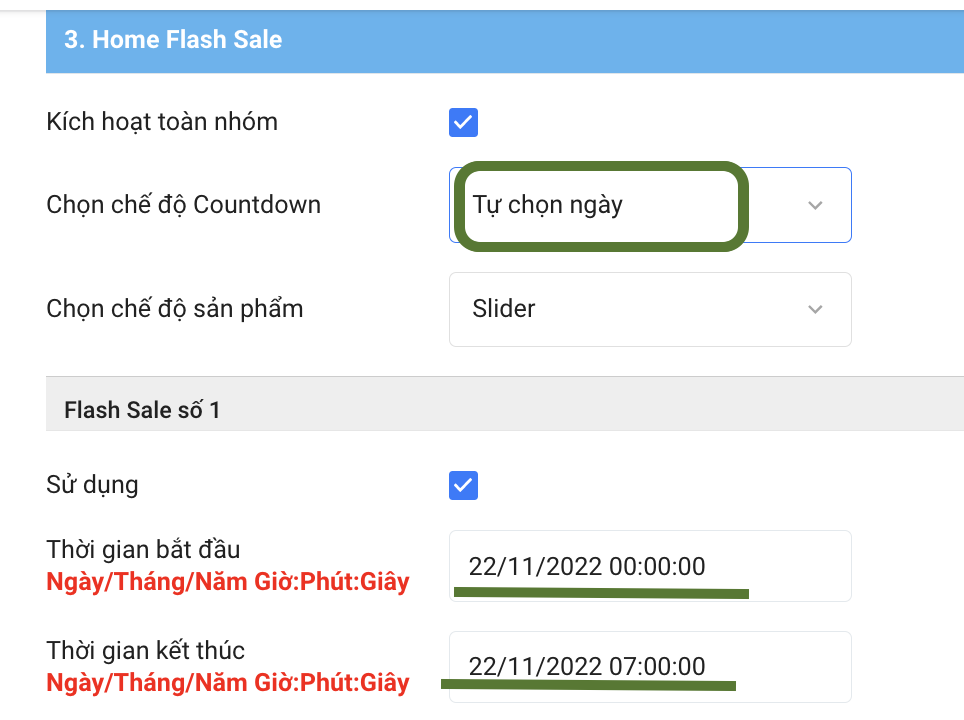 3. Home Flash Sale
Kích hoạt toàn nhóm
Chọn chế độ Countdown
Tự chọn ngày
Chọn chế độ sản phẩm
Slider
Flash Sale số 1
Sử dụng
Thời gian bắt đầu
Ngày/Tháng/Năm Giờ:Phút:Giây
22/11/2022 00:00:00
Thời gian kết thúc
Ngày/Tháng/Năm Giờ:Phút:Giây
22/11/2022 07:00:00